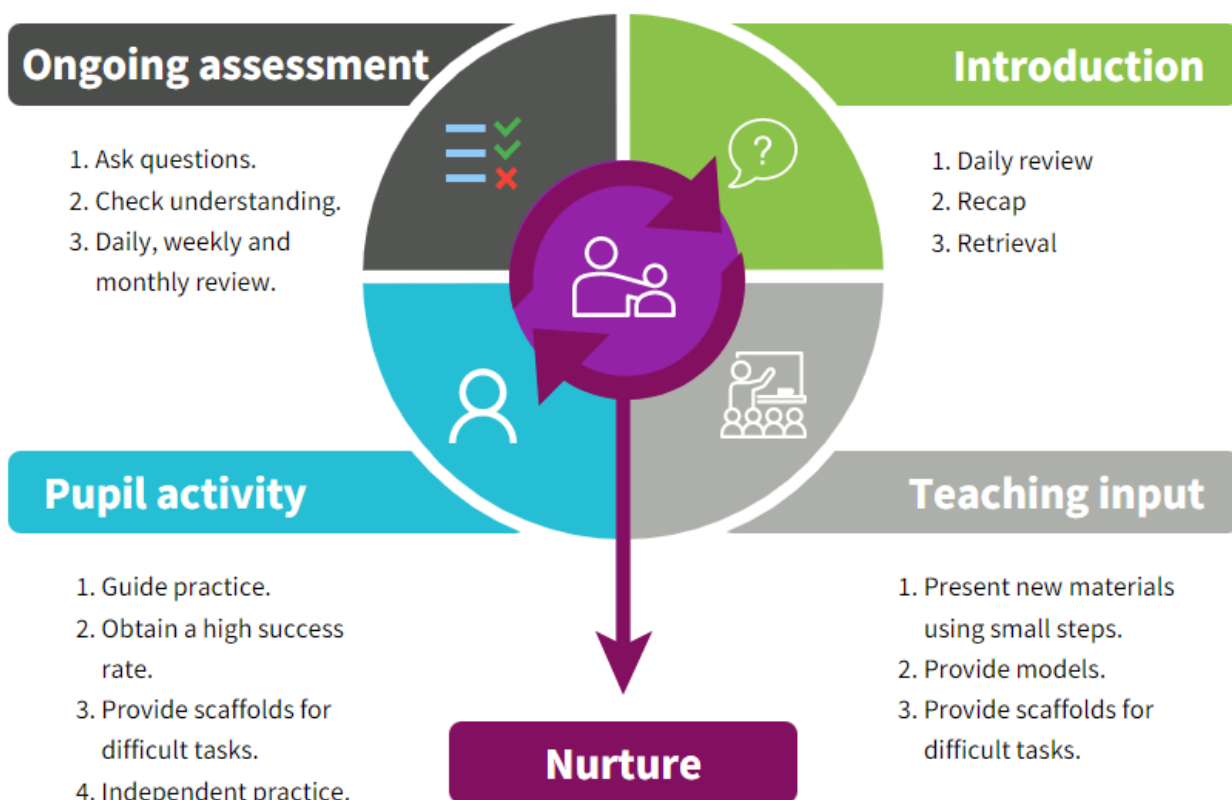 Ongoing assessment
1. Ask questions.
2. Check understanding.
3. Daily, weekly and
monthly review.
Introduction
1. Daily review
2. Recap
3. Retrieval
?
Pupil activity
1. Guide practice.
2. Obtain a high success
rate.
3. Provide scaffolds for
difficult tasks.
4. Independent practice.
Teaching input
1. Present new materials
using small steps.
2. Provide models.
3. Provide scaffolds for
difficult tasks.
Nurture